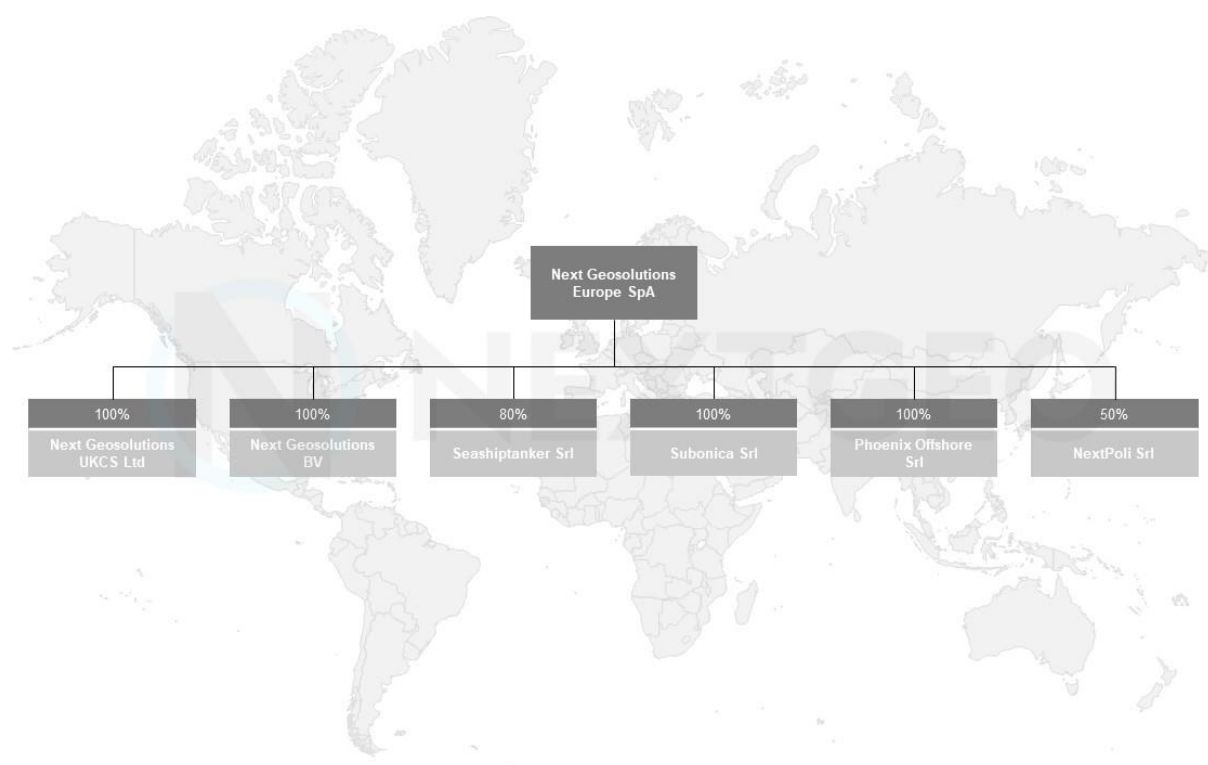 Next Geosolutions
Europe SpA
100%
100%
80%
100%
100%
50%
Next Geosolutions
UKCS Ltd
Next Geosolutions
BV
Seashiptanker Srl
Subonica Srl
Phoenix Offshore
Srl
NextPoli Srl
N NEXTGEO